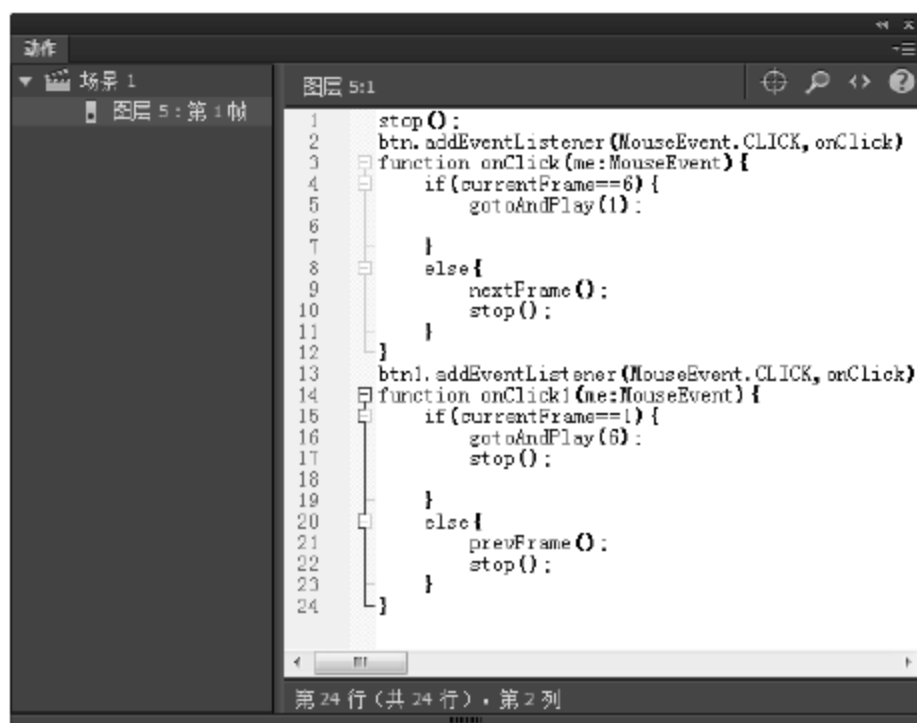 动作
场景 1
图层 5：第 1 帧
图层 5:1
1 stop();
2 btn.addEventListener(MouseEvent.CLICK,onClick)
3 function onClick(me:MouseEvent){
4 if(currentFrame==6){
5 gotoAndPlay(1);
6
7 }
8 else{
9 nextFrame();
10 stop();
11 }
12 }
13 btn1.addEventListener(MouseEvent.CLICK,onClick)
14 function onClick1(me:MouseEvent){
15 if(currentFrame==1){
16 gotoAndPlay(6);
17 stop();
18
19 }
20 else{
21 prevFrame();
22 stop();
23 }
24 }
第 24 行（共 24 行），第 2 列